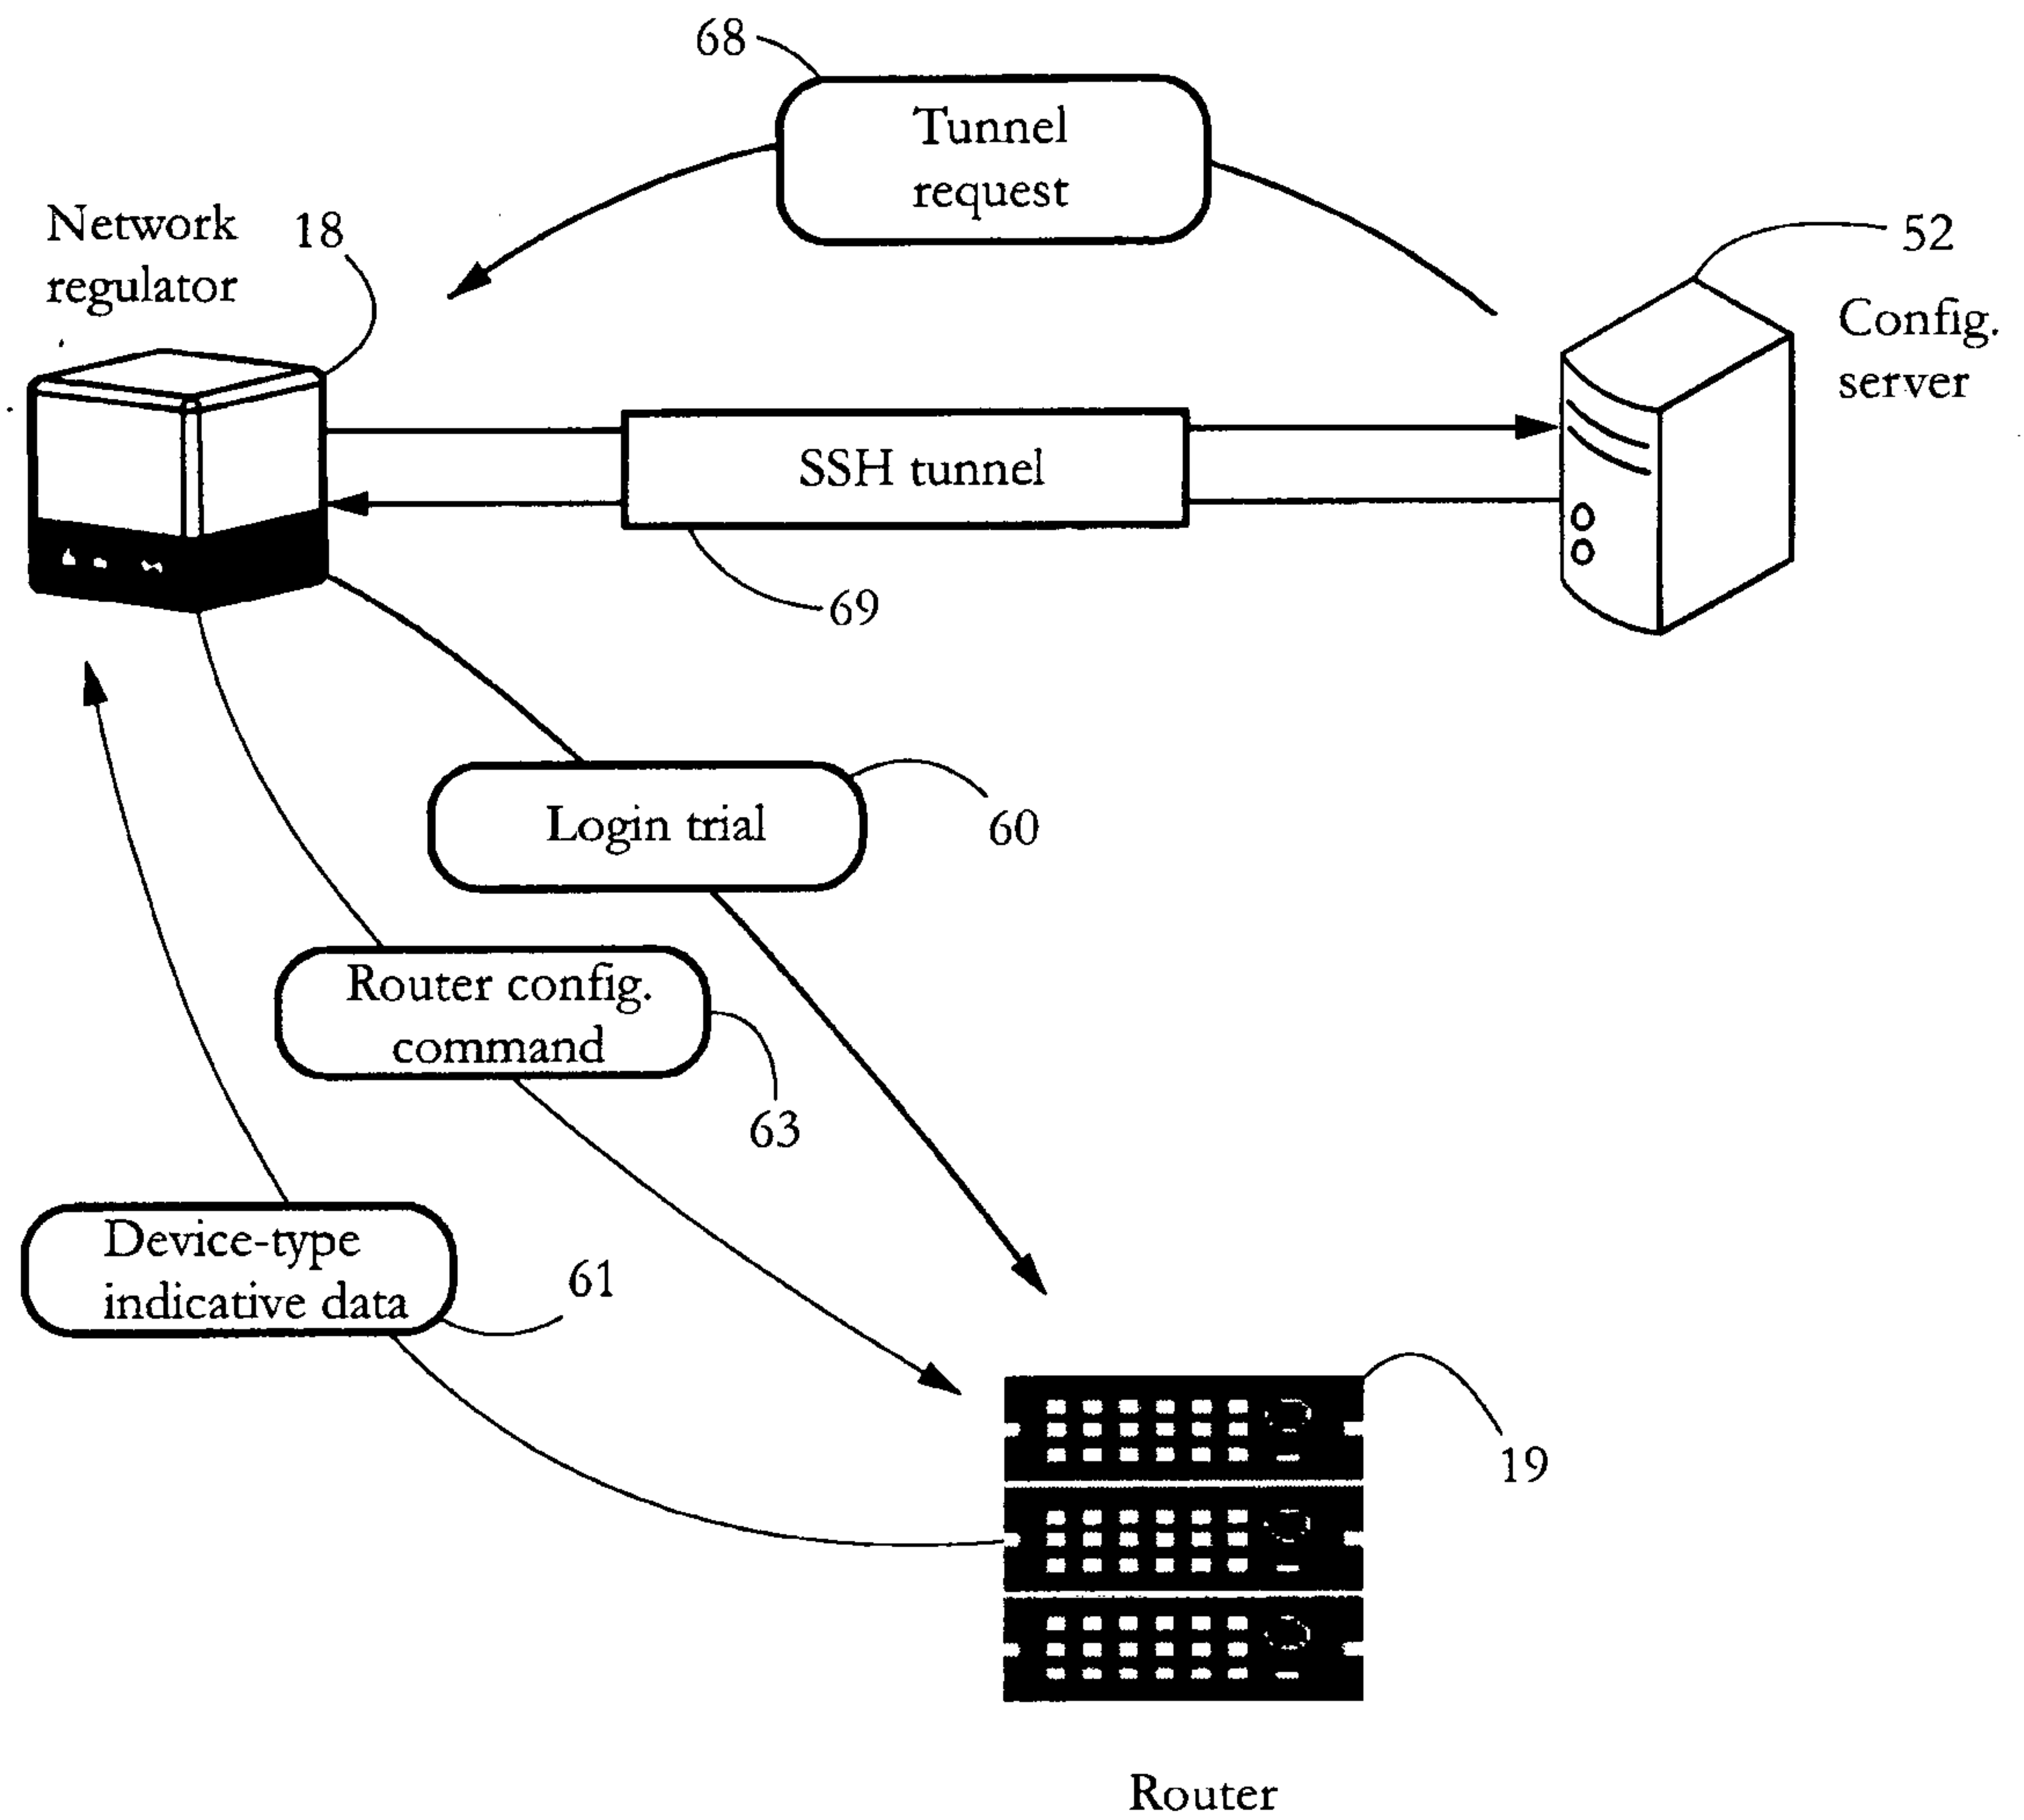 68
Tunnel
request
Network
regulator
18
52
Config.
server
SSH tunnel
69
Login trial
60
Router config.
command
63
Device-type
indicative data
61
19
Router